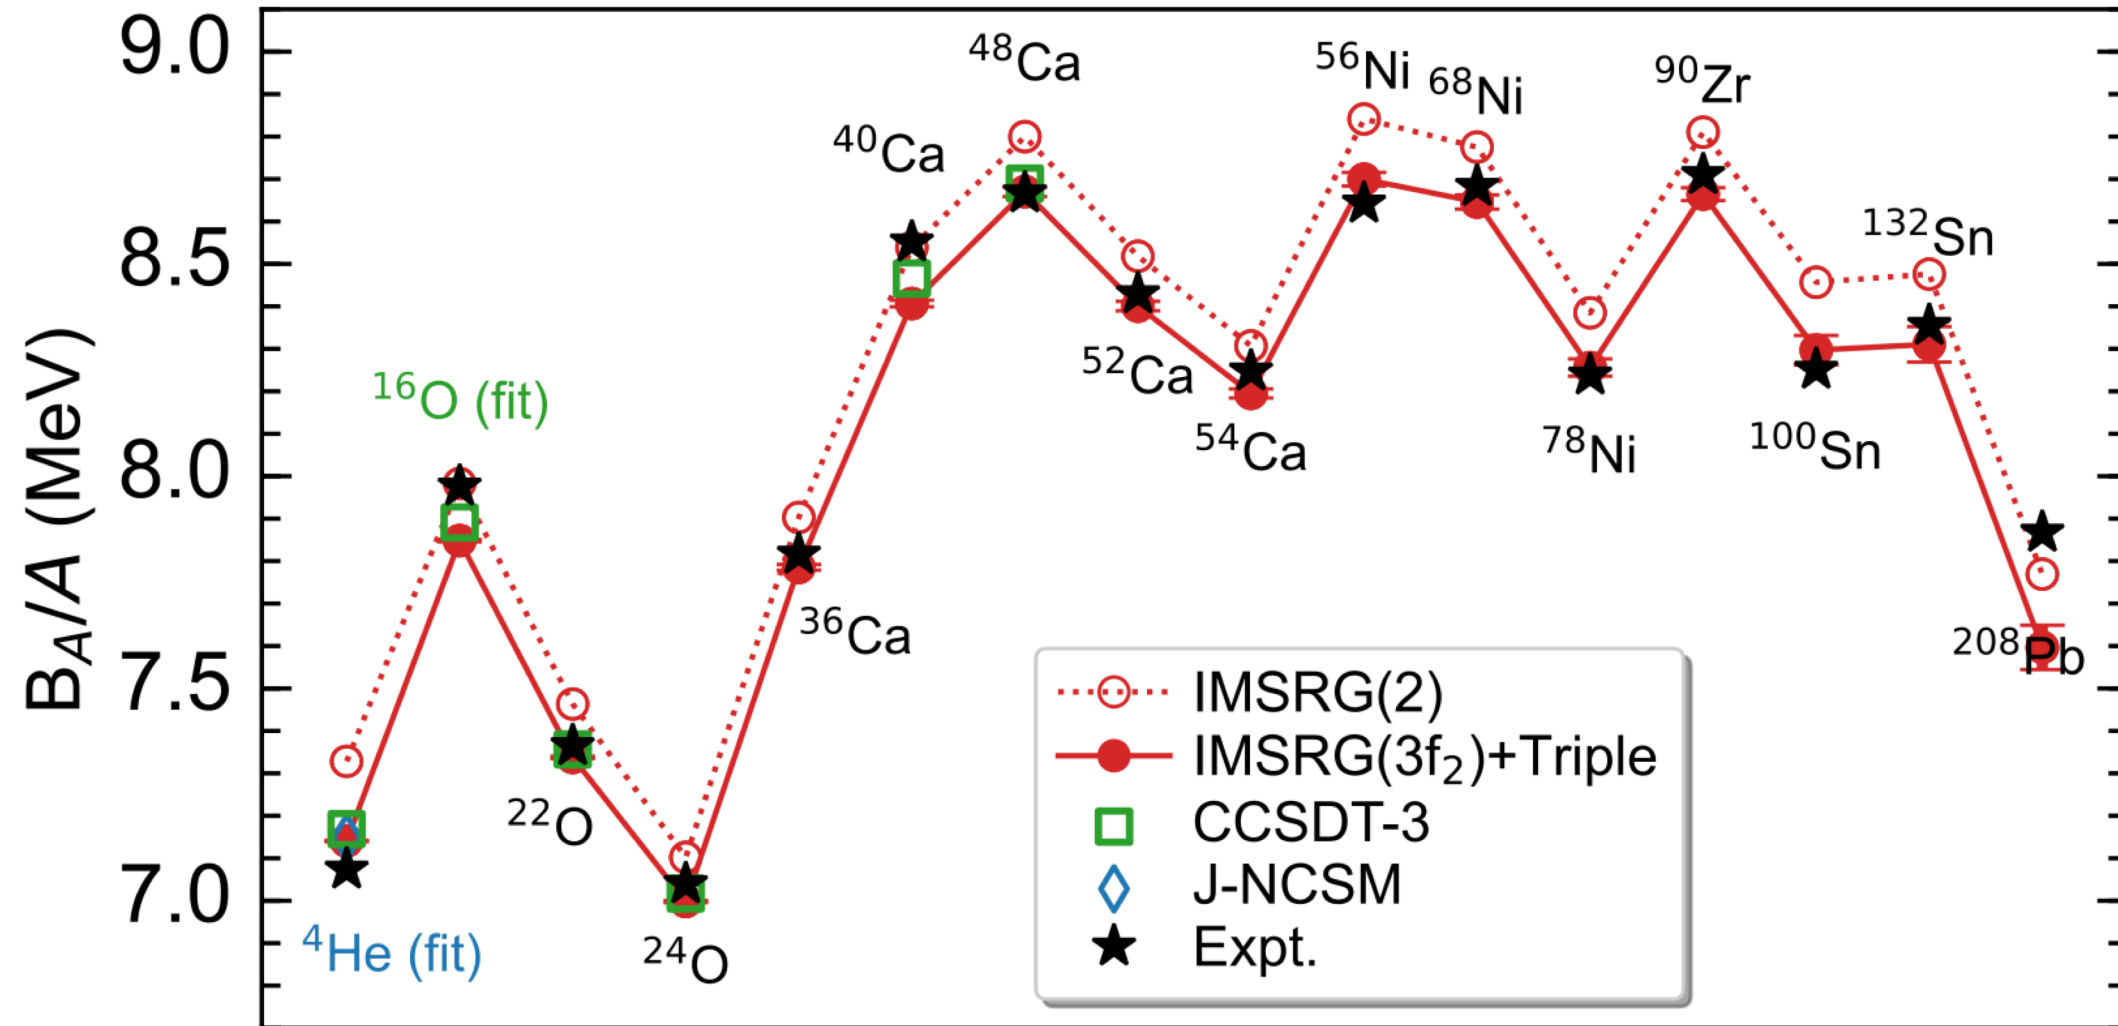 9.0
8.5
8.0
7.5
7.0
B_A/A (MeV)
⁴He (fit)
¹⁶O (fit)
²²O
²⁴O
³⁶Ca
⁴⁰Ca
⁴⁸Ca
⁵²Ca
⁵⁴Ca
⁵⁶Ni
⁶⁸Ni
⁷⁸Ni
⁹⁰Zr
¹⁰⁰Sn
¹³²Sn
²⁰⁸Pb
IMSRG(2)
IMSRG(3f₂)+Triple
CCSDT-3
J-NCSM
Expt.